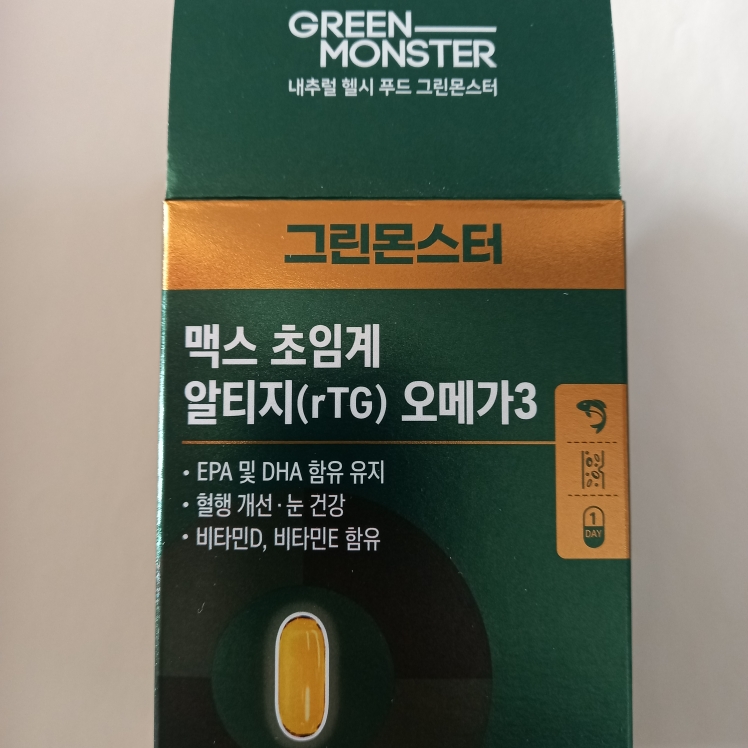 GREEN
MONSTER
내추럴 헬시 푸드 그린몬스터
그린몬스터
맥스 초임계
알티지(rTG) 오메가3
• EPA 및 DHA 함유 유지
• 혈행 개선·눈 건강
• 비타민D, 비타민E 함유
1
DAY